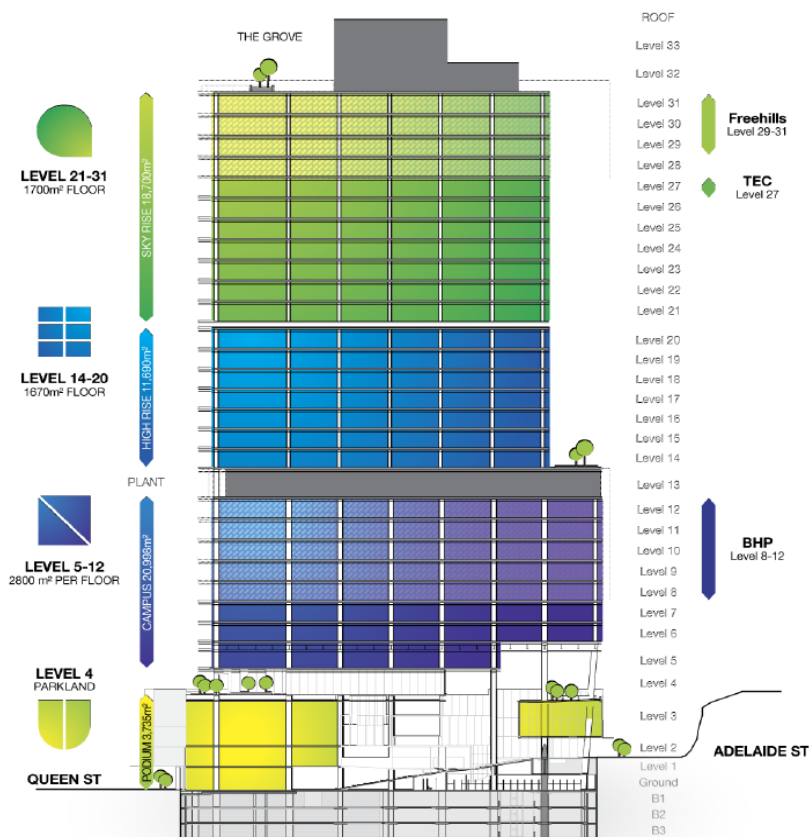 THE GROVE
ROOF
Level 33
Level 32
Level 31
Level 30
Level 29
Level 28
Level 27
Level 26
Level 25
Level 24
Level 23
Level 22
Level 21
Level 20
Level 19
Level 18
Level 17
Level 16
Level 15
Level 14
Level 13
Level 12
Level 11
Level 10
Level 9
Level 8
Level 7
Level 6
Level 5
Level 4
Level 3
Level 2
Level 1
Ground
B1
B2
B3
LEVEL 21-31
1700m² FLOOR
SKY RISE 18,700m²
LEVEL 14-20
1670m² FLOOR
HIGH RISE 11,690m²
PLANT
LEVEL 5-12
2800 m² PER FLOOR
CAMPUS 20,998m²
LEVEL 4
PARKLAND
PODIUM 3,735m²
QUEEN ST
Freehills
Level 29-31
TEC
Level 27
BHP
Level 8-12
ADELAIDE ST